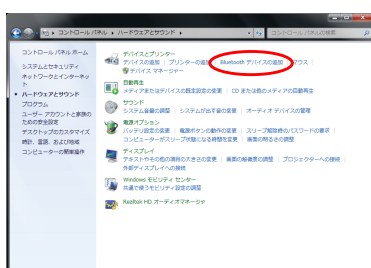 コントロール パネル ▸ ハードウェアとサウンド ▸
コントロール パネルの検索
コントロール パネル ホーム
システムとセキュリティ
ネットワークとインターネッ
ト
ハードウェアとサウンド
プログラム
ユーザー アカウントと家族の
ための安全設定
デスクトップのカスタマイズ
時計、言語、および地域
コンピューターの簡単操作
デバイスとプリンター
デバイスの追加 | プリンターの追加 | Bluetooth デバイスの追加 | マウス
デバイス マネージャー
自動再生
メディアまたはデバイスの既定設定の変更 | CD または他のメディアの自動再生
サウンド
システム音量の調整 | システムが出す音の変更 | オーディオ デバイスの管理
電源オプション
バッテリ設定の変更 | 電源ボタンの動作の変更 | スリープ解除時のパスワードの要求
コンピューターがスリープ状態になる時間を変更 | 画面の明るさの調整
ディスプレイ
テキストやその他の項目の大きさの変更 | 画面の解像度の調整 | プロジェクターへの接続
外部ディスプレイへの接続
Windows モビリティ センター
共通で使うモビリティ設定の調整
Realtek HD オーディオマネージャ